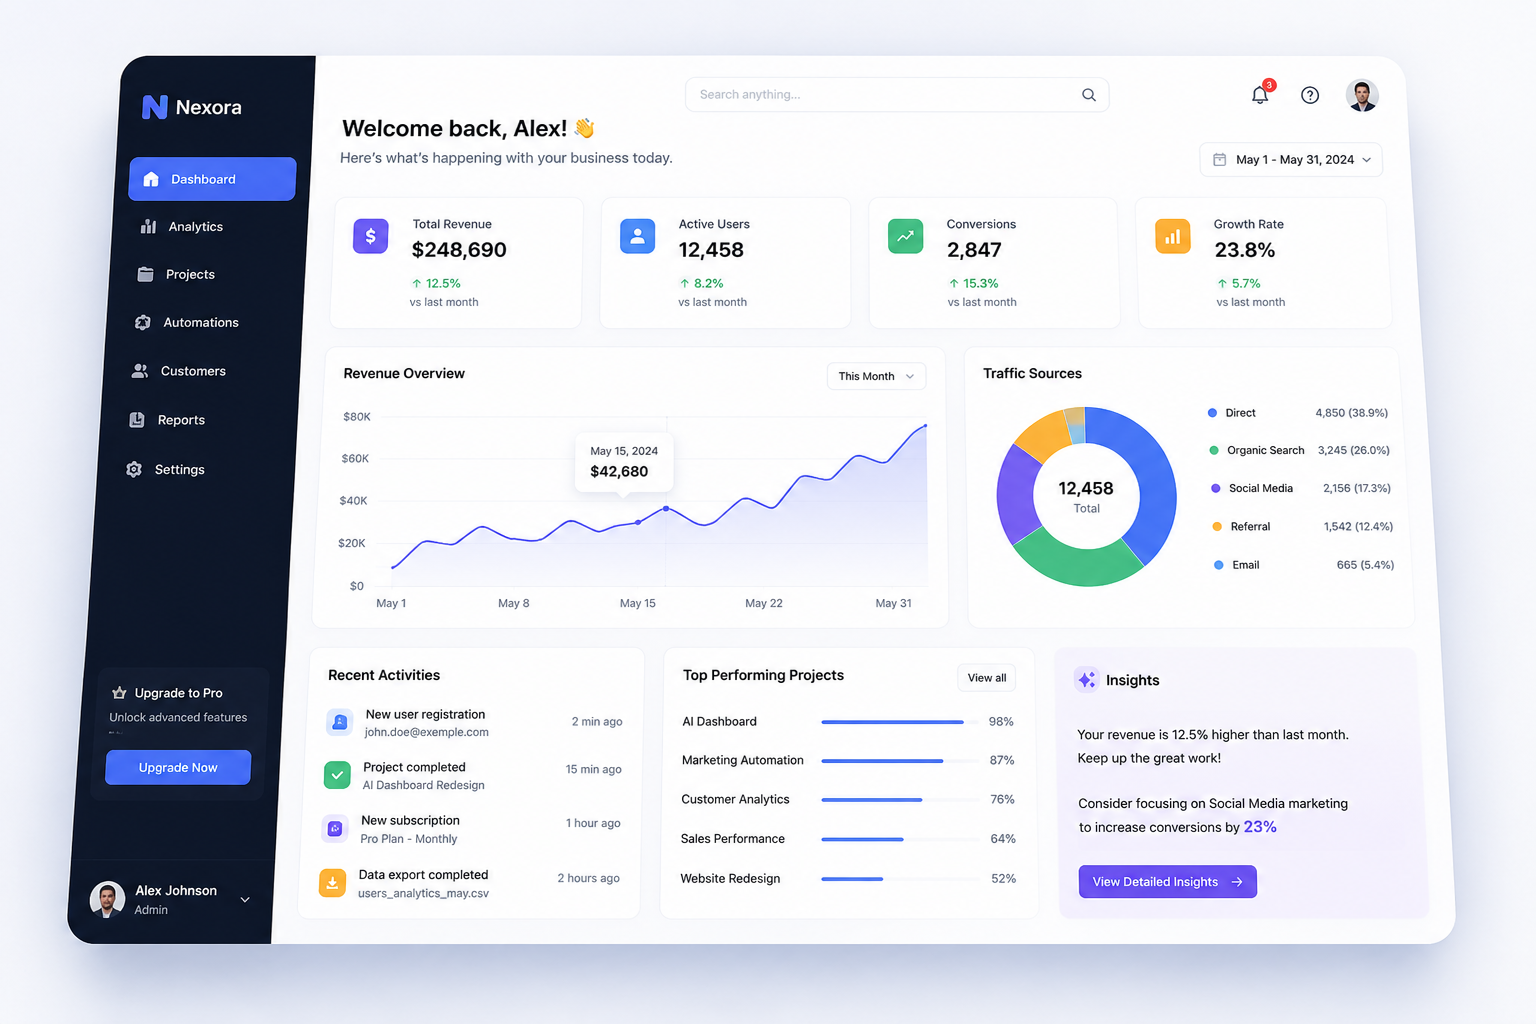 Nexora
Dashboard
Analytics
Projects
Automations
Customers
Reports
Settings
Upgrade to Pro
Unlock advanced features
Upgrade Now
Alex Johnson
Admin
Search anything...
3
Welcome back, Alex! 👋
Here's what's happening with your business today.
May 1 - May 31, 2024
Total Revenue
$248,690
↑ 12.5%
vs last month
Active Users
12,458
↑ 8.2%
vs last month
Conversions
2,847
↑ 15.3%
vs last month
Growth Rate
23.8%
↑ 5.7%
vs last month
Revenue Overview
This Month
$80K
$60K
$40K
$20K
$0
May 15, 2024
$42,680
May 1
May 8
May 15
May 22
May 31
Traffic Sources
12,458
Total
Direct 4,850 (38.9%)
Organic Search 3,245 (26.0%)
Social Media 2,156 (17.3%)
Referral 1,542 (12.4%)
Email 665 (5.4%)
Recent Activities
New user registration
john.doe@exemple.com
2 min ago
Project completed
AI Dashboard Redesign
15 min ago
New subscription
Pro Plan - Monthly
1 hour ago
Data export completed
users_analytics_may.csv
2 hours ago
Top Performing Projects
View all
AI Dashboard 98%
Marketing Automation 87%
Customer Analytics 76%
Sales Performance 64%
Website Redesign 52%
Insights
Your revenue is 12.5% higher than last month.
Keep up the great work!
Consider focusing on Social Media marketing
to increase conversions by 23%
View Detailed Insights →